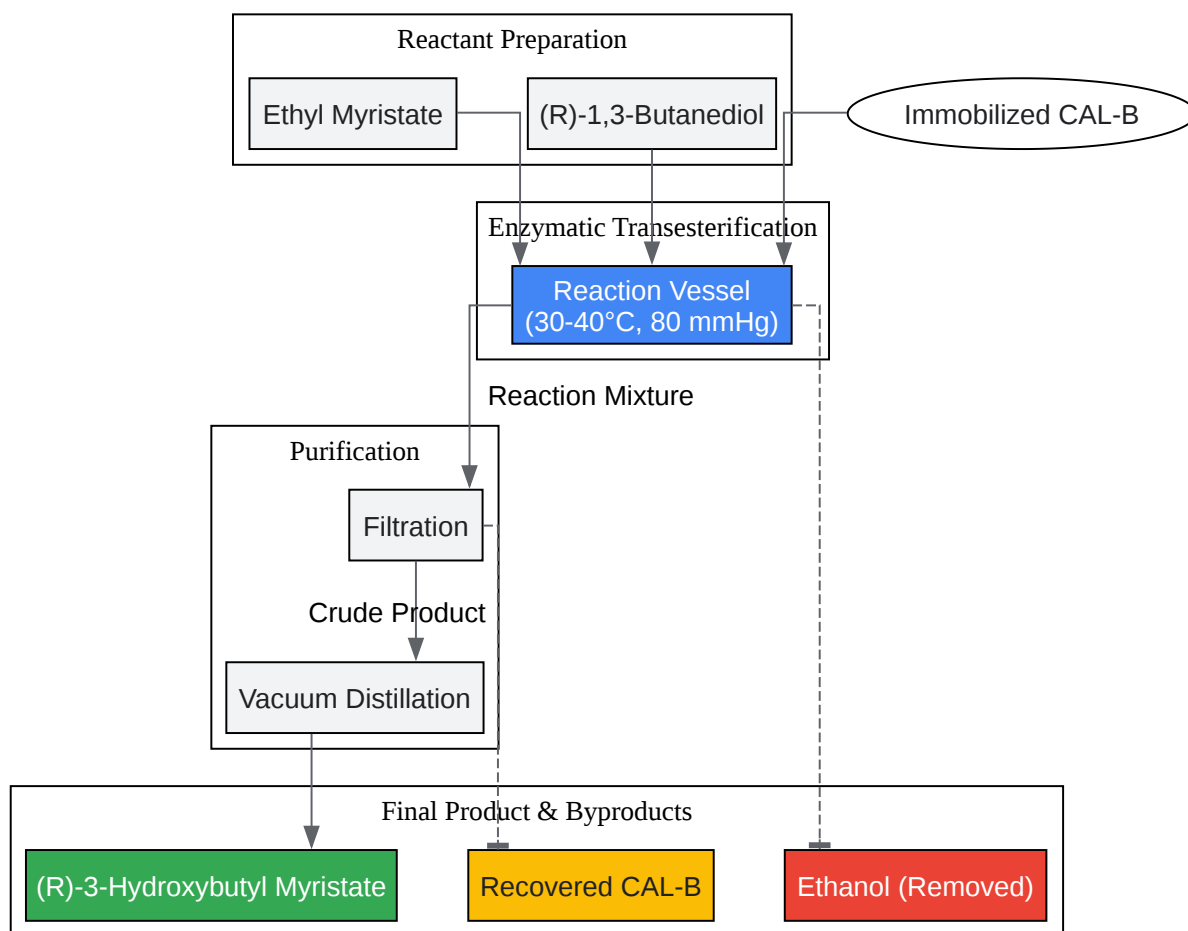 Reactant Preparation
Ethyl Myristate
(R)-1,3-Butanediol
Immobilized CAL-B
Enzymatic Transesterification
Reaction Vessel
(30-40°C, 80 mmHg)
Reaction Mixture
Purification
Filtration
Crude Product
Vacuum Distillation
Final Product & Byproducts
(R)-3-Hydroxybutyl Myristate
Recovered CAL-B
Ethanol (Removed)